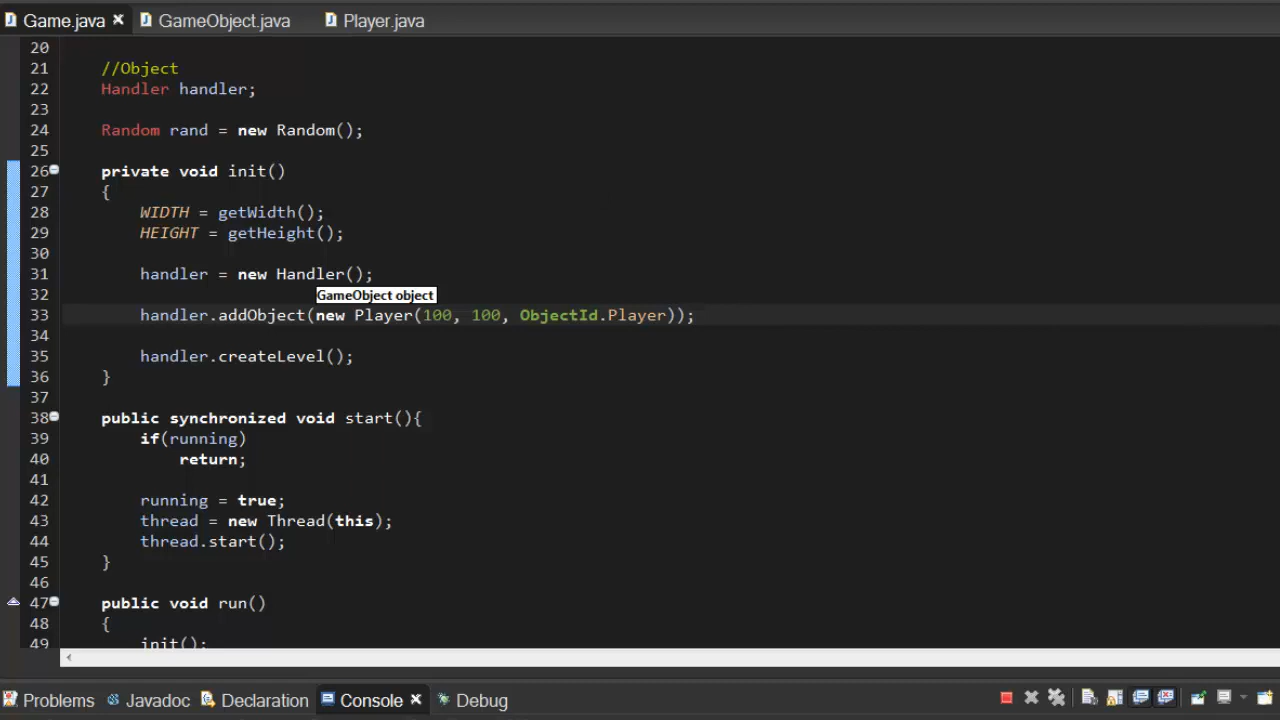 Game.java GameObject.java Player.java
20
21 //Object
22 Handler handler;
23
24 Random rand = new Random();
25
26 private void init()
27 {
28 WIDTH = getWidth();
29 HEIGHT = getHeight();
30
31 handler = new Handler();
32 GameObject object
33 handler.addObject(new Player(100, 100, ObjectId.Player));
34
35 handler.createLevel();
36 }
37
38 public synchronized void start(){
39 if(running)
40 return;
41
42 running = true;
43 thread = new Thread(this);
44 thread.start();
45 }
46
47 public void run()
48 {
49 init();
Problems Javadoc Declaration Console Debug